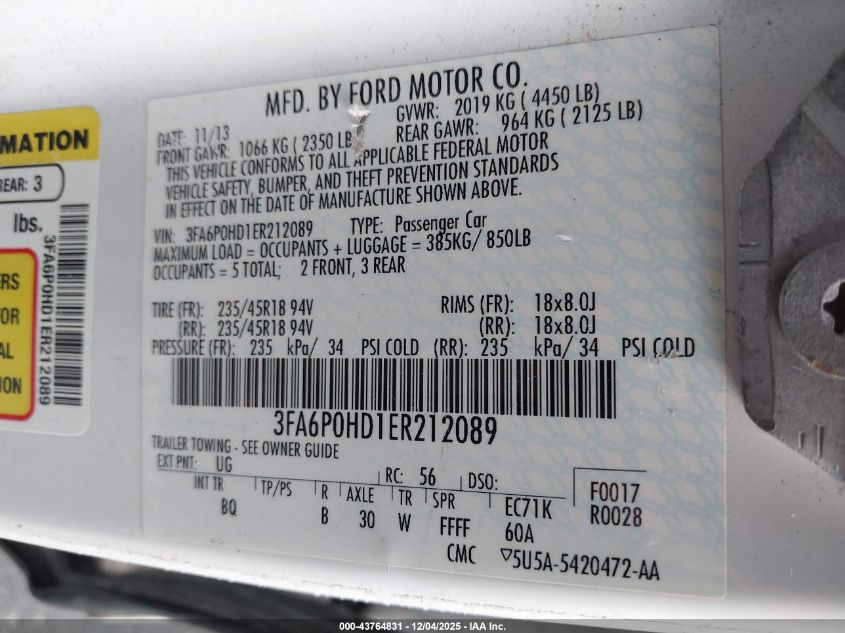 MFD. BY FORD MOTOR CO.
DATE: 11/13 GVWR: 2019 KG ( 4450 LB)
FRONT GAWR: 1066 KG ( 2350 LB REAR GAWR: 964 KG ( 2125 LB)
THIS VEHICLE CONFORMS TO ALL APPLICABLE FEDERAL MOTOR
VEHICLE SAFETY, BUMPER, AND THEFT PREVENTION STANDARDS
IN EFFECT ON THE DATE OF MANUFACTURE SHOWN ABOVE.
VIN: 3FA6P0HD1ER212089 TYPE: Passenger Car
MAXIMUM LOAD = OCCUPANTS + LUGGAGE = 385KG/ 850LB
OCCUPANTS = 5 TOTAL; 2 FRONT, 3 REAR
TIRE (FR): 235/45R18 94V RIMS (FR): 18x8.0J
(RR): 235/45R18 94V (RR): 18x8.0J
PRESSURE (FR): 235 kPa/ 34 PSI COLD (RR): 235 kPa/ 34 PSI COLD
3FA6P0HD1ER212089
TRAILER TOWING - SEE OWNER GUIDE
EXT PNT: UG RC: 56 DSO: F0017
INT TR TP/PS R AXLE TR SPR EC71K R0028
BQ B 30 W FFFF 60A
CMC ▽5U5A-5420472-AA
MATION
REAR: 3
lbs.
3FA6P0HD1ER212089
ERS
TOR
AL
ION
000-43764831 - 12/04/2025 - IAA Inc.